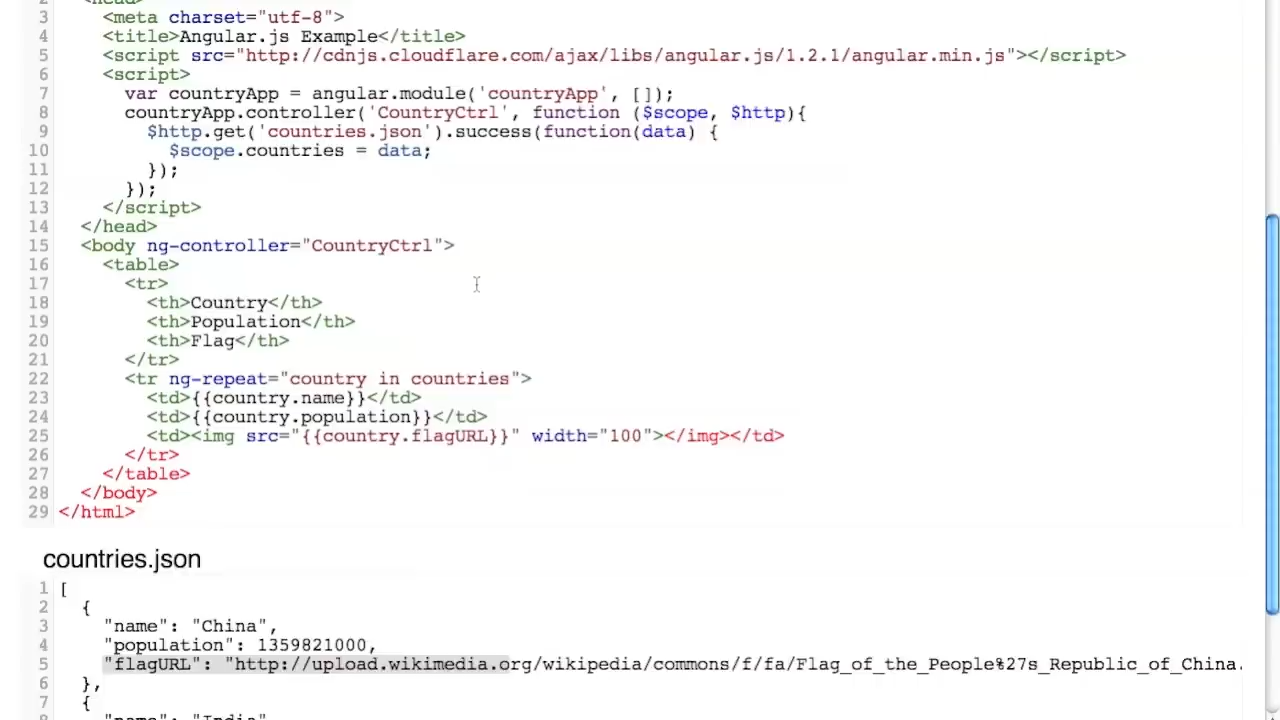 2 <head>
3 <meta charset="utf-8">
4 <title>Angular.js Example</title>
5 <script src="http://cdnjs.cloudflare.com/ajax/libs/angular.js/1.2.1/angular.min.js"></script>
6 <script>
7 var countryApp = angular.module('countryApp', []);
8 countryApp.controller('CountryCtrl', function ($scope, $http){
9 $http.get('countries.json').success(function(data) {
10 $scope.countries = data;
11 });
12 });
13 </script>
14 </head>
15 <body ng-controller="CountryCtrl">
16 <table>
17 <tr>
18 <th>Country</th>
19 <th>Population</th>
20 <th>Flag</th>
21 </tr>
22 <tr ng-repeat="country in countries">
23 <td>{{country.name}}</td>
24 <td>{{country.population}}</td>
25 <td><img src="{{country.flagURL}}" width="100"></img></td>
26 </tr>
27 </table>
28 </body>
29 </html>
countries.json
1 [
2 {
3 "name": "China",
4 "population": 1359821000,
5 "flagURL": "http://upload.wikimedia.org/wikipedia/commons/f/fa/Flag_of_the_People%27s_Republic_of_China.
6 },
7 {
8 "name": "India"